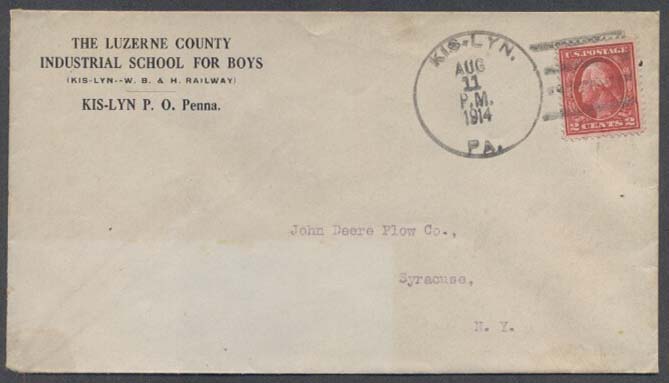 THE LUZERNE COUNTY
INDUSTRIAL SCHOOL FOR BOYS
(KIS-LYN--W. B. & H. RAILWAY)
KIS-LYN P. O. Penna.
KIS-LYN.
AUG
11
P.M.
1914
PA.
U.S. POSTAGE
2 CENTS 2
John Deere Plow Co.,
Syracuse,
N. Y.